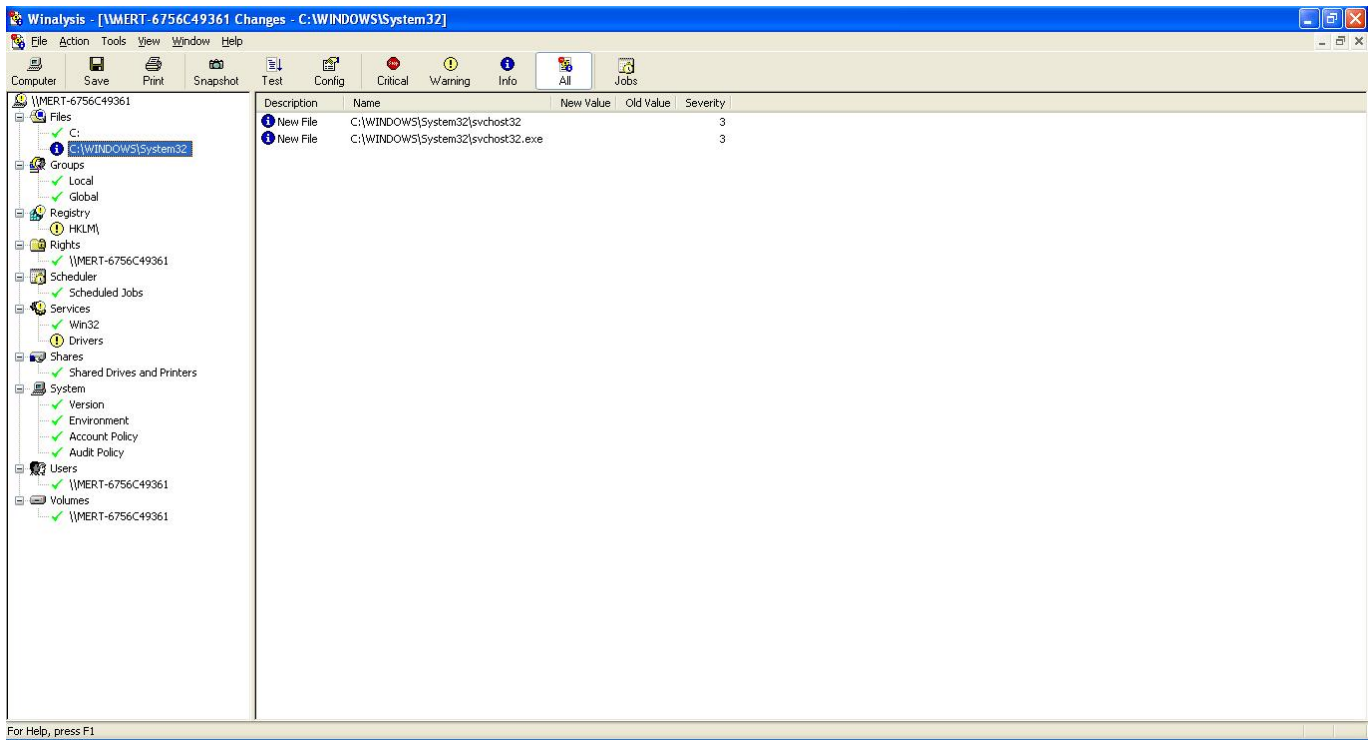 Winalysis - [\\MERT-6756C49361 Changes - C:\WINDOWS\System32]
File Action Tools View Window Help
Computer Save Print Snapshot Test Config Critical Warning Info All Jobs
\\MERT-6756C49361
Files
C:
C:\WINDOWS\System32
Groups
Local
Global
Registry
HKLM\
Rights
\\MERT-6756C49361
Scheduler
Scheduled Jobs
Services
Win32
Drivers
Shares
Shared Drives and Printers
System
Version
Environment
Account Policy
Audit Policy
Users
\\MERT-6756C49361
Volumes
\\MERT-6756C49361
Description Name New Value Old Value Severity
New File C:\WINDOWS\System32\svchost32 3
New File C:\WINDOWS\System32\svchost32.exe 3
For Help, press F1